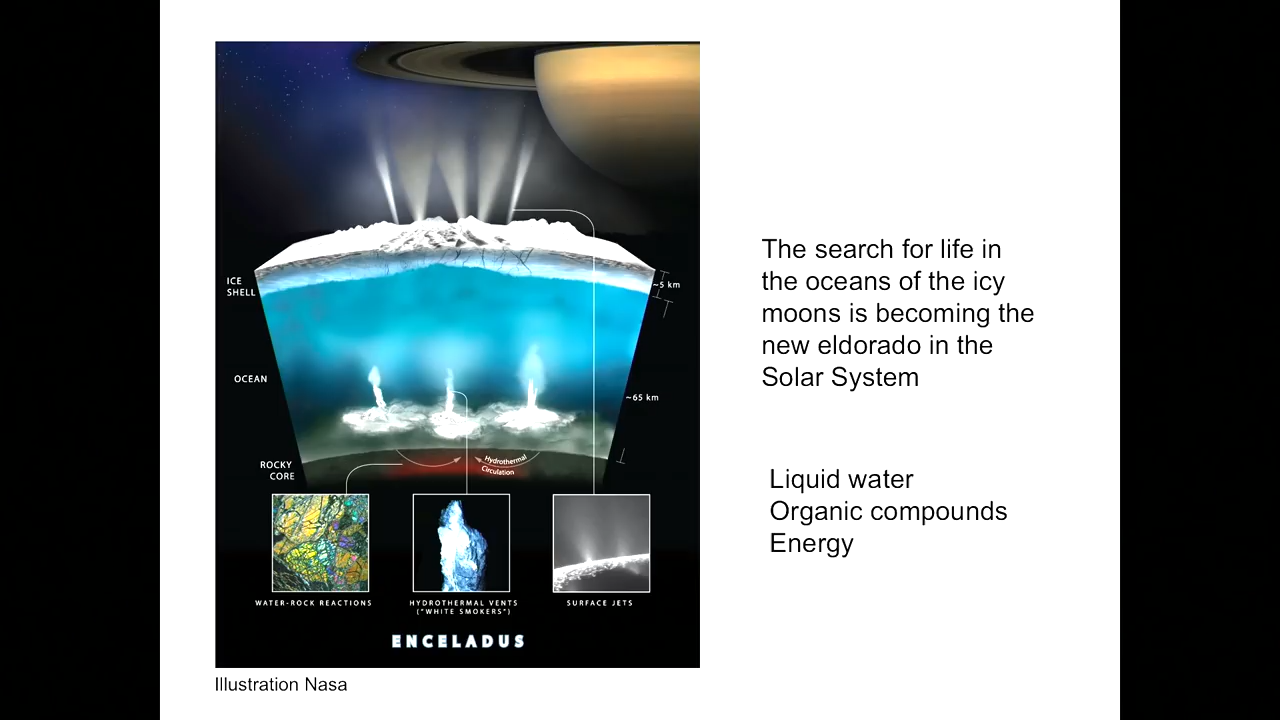 ICE
SHELL
~5 km
OCEAN
~65 km
ROCKY
CORE
Hydrothermal
Circulation
WATER-ROCK REACTIONS
HYDROTHERMAL VENTS
("WHITE SMOKERS")
SURFACE JETS
ENCELADUS
Illustration Nasa
The search for life in
the oceans of the icy
moons is becoming the
new eldorado in the
Solar System
Liquid water
Organic compounds
Energy